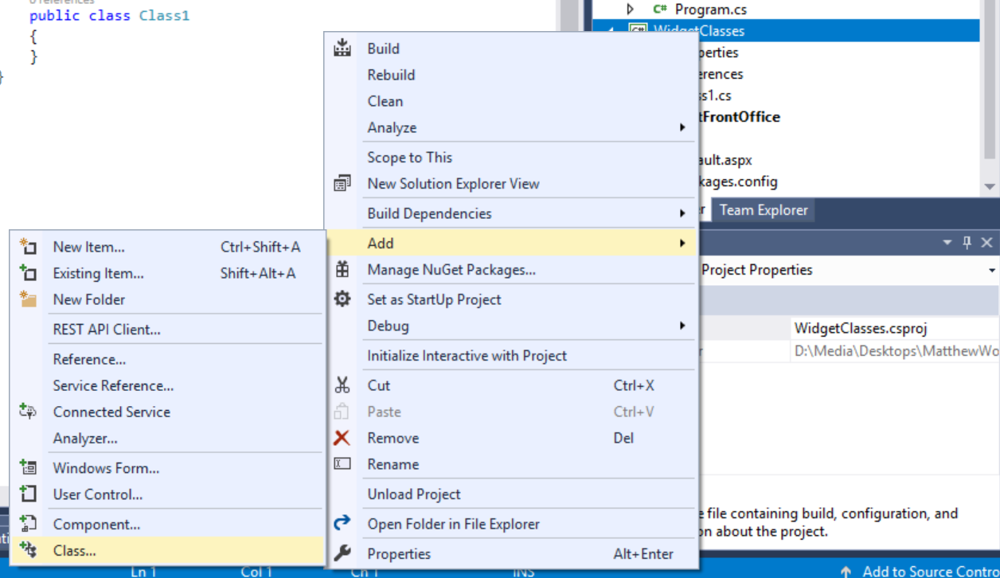 0 references
public class Class1
{
}
}
Program.cs
WidgetClasses
perties
erences
ss1.cs
tFrontOffice
ault.aspx
kages.config
r
Team Explorer
Project Properties
WidgetClasses.csproj
r
D:\Media\Desktops\MatthewWo
e file containing build, configuration, and
on about the project.
Build
Rebuild
Clean
Analyze
Scope to This
New Solution Explorer View
Build Dependencies
Add
Manage NuGet Packages...
Set as StartUp Project
Debug
Initialize Interactive with Project
Cut Ctrl+X
Paste Ctrl+V
Remove Del
Rename
Unload Project
Open Folder in File Explorer
Properties Alt+Enter
New Item... Ctrl+Shift+A
Existing Item... Shift+Alt+A
New Folder
REST API Client...
Reference...
Service Reference...
Connected Service
Analyzer...
Windows Form...
User Control...
Component...
Class...
Ln 1 Col 1 Ch 1 INS Add to Source Contro